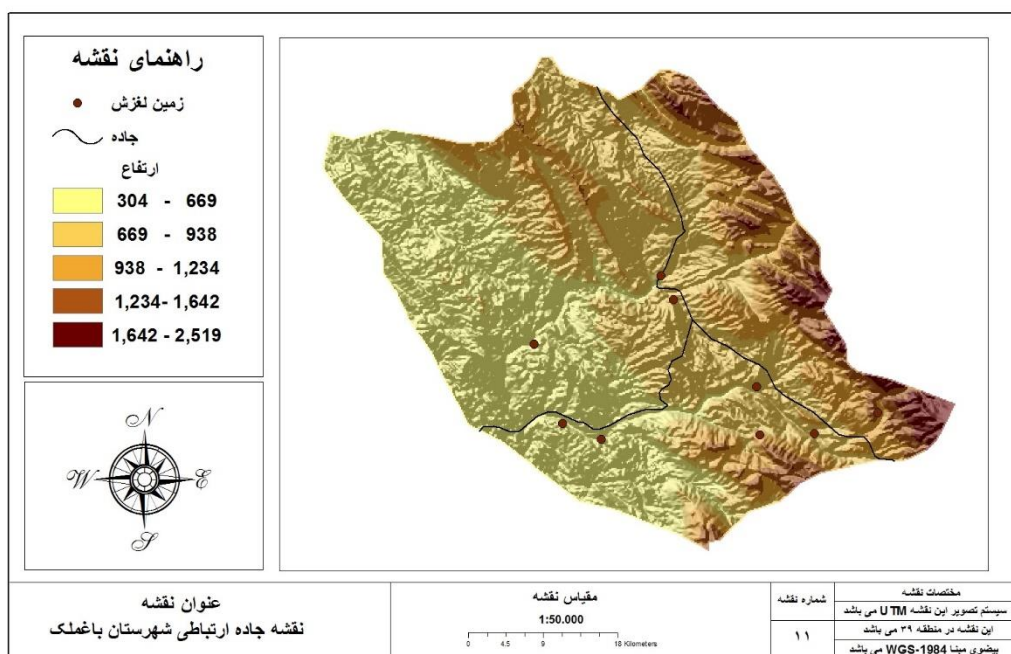 راهنمای نقشه
زمین لغزش
جاده
ارتفاع
304 - 669
669 - 938
938 - 1,234
1,234 - 1,642
1,642 - 2,519
N
W
E
S
عنوان نقشه
نقشه جاده ارتباطی شهرستان باغملک
مقیاس نقشه
1:50.000
0 4.5 9 18 Kilometers
شماره نقشه
۱۱
مختصات نقشه
سیستم تصویر این نقشه UTM می باشد
این نقشه در منطقه ۳۹ می باشد
بیضوی مبنا WGS-1984 می باشد